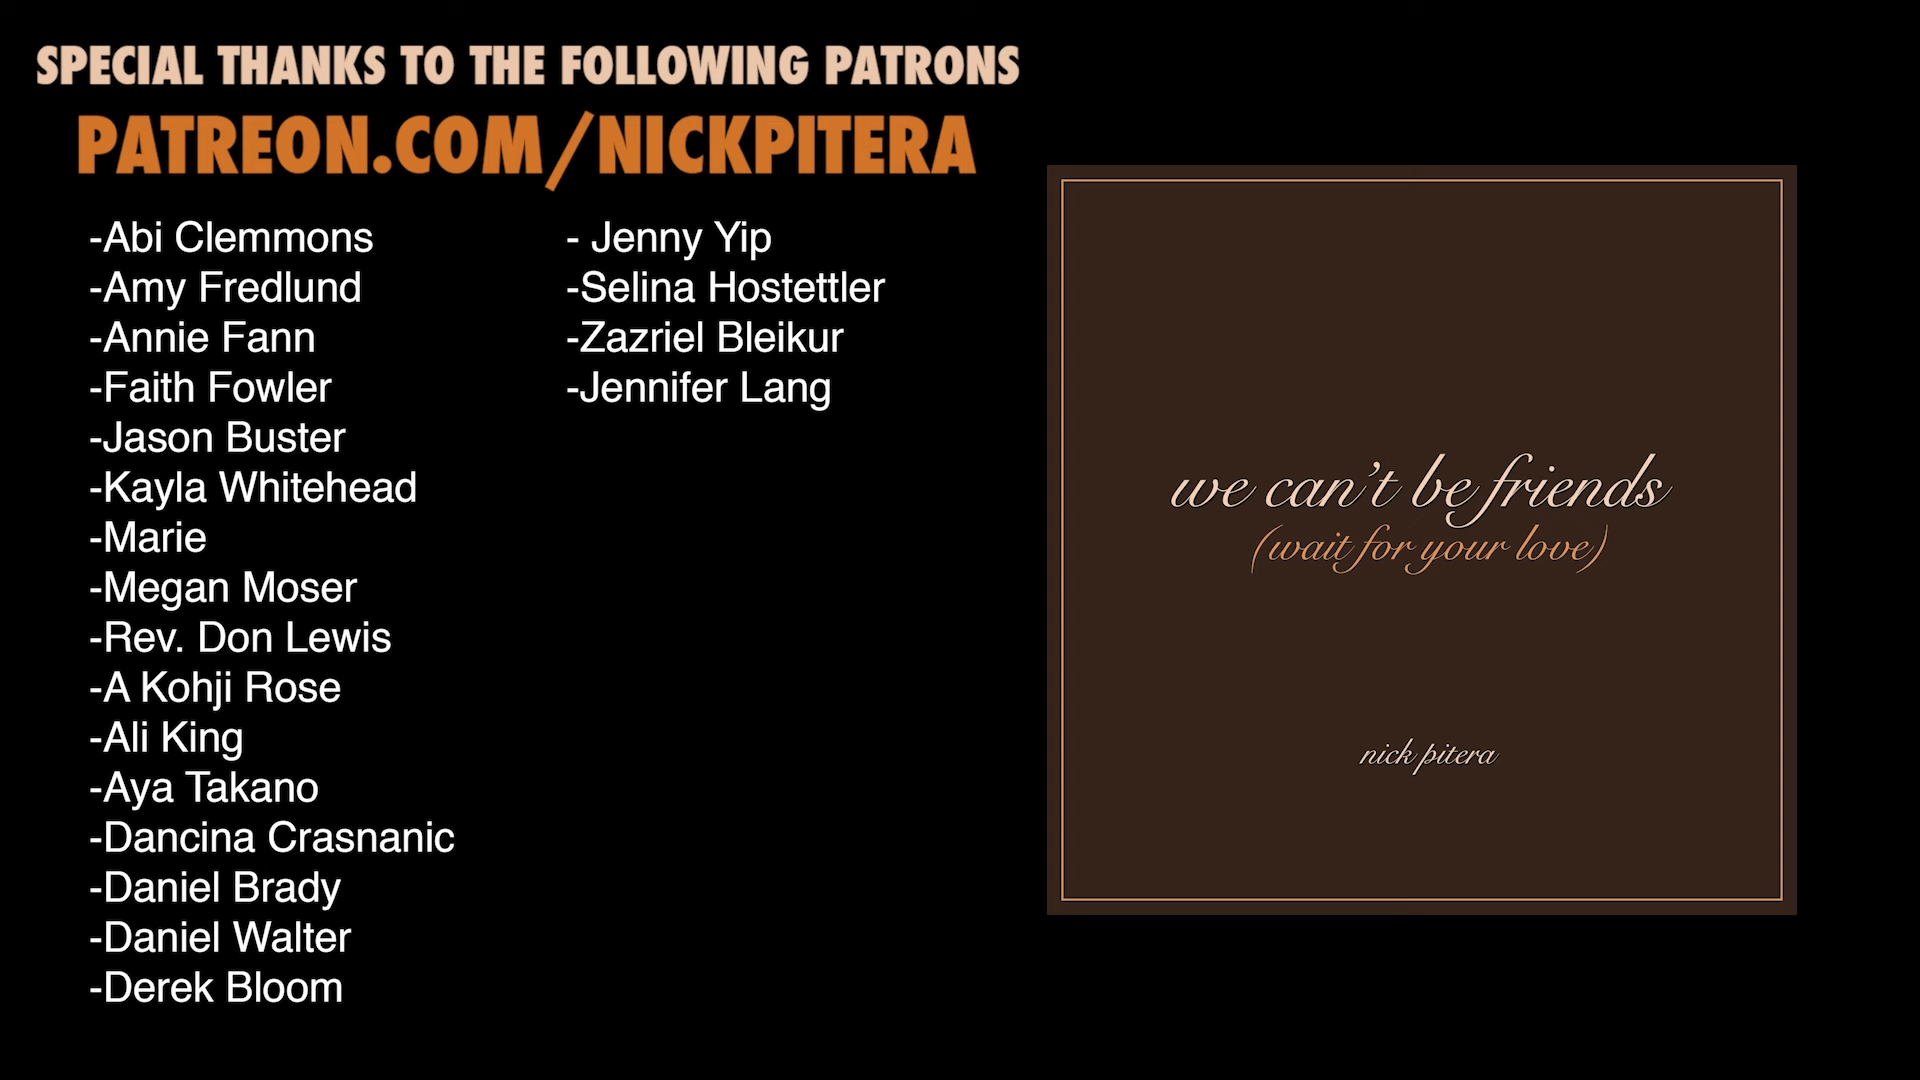 SPECIAL THANKS TO THE FOLLOWING PATRONS
PATREON.COM/NICKPITERA
-Abi Clemmons
-Amy Fredlund
-Annie Fann
-Faith Fowler
-Jason Buster
-Kayla Whitehead
-Marie
-Megan Moser
-Rev. Don Lewis
-A Kohji Rose
-Ali King
-Aya Takano
-Dancina Crasnanic
-Daniel Brady
-Daniel Walter
-Derek Bloom
- Jenny Yip
-Selina Hostettler
-Zazriel Bleikur
-Jennifer Lang
we can’t be friends
(wait for your love)
nick pitera